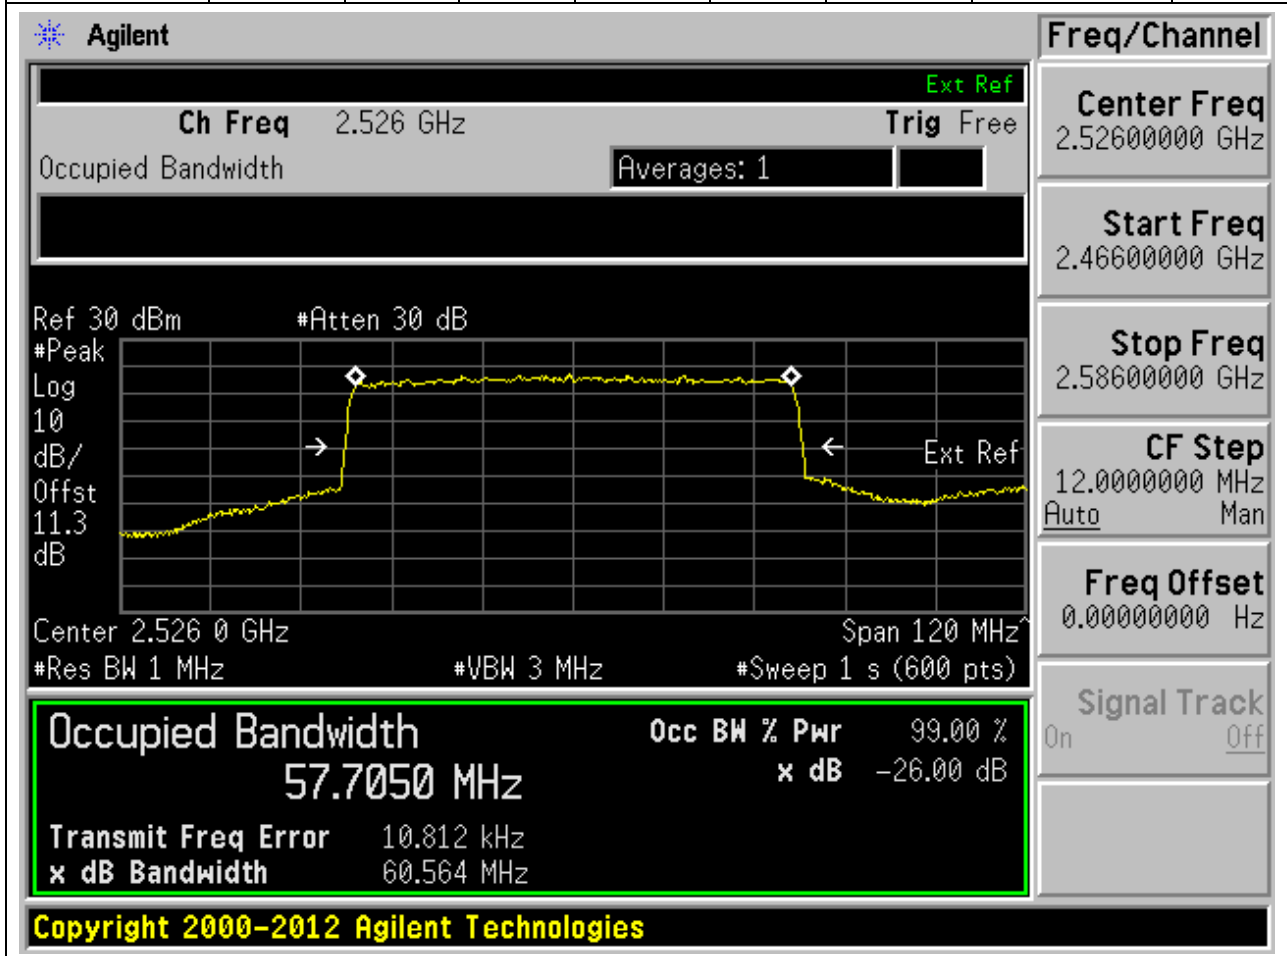 Agilent
Freq/Channel
Ext Ref
Ch Freq 2.526 GHz Trig Free
Occupied Bandwidth Averages: 1
Center Freq
2.52600000 GHz
Start Freq
2.46600000 GHz
Stop Freq
2.58600000 GHz
CF Step
12.0000000 MHz
Auto Man
Freq Offset
0.00000000 Hz
Signal Track
On Off
Ref 30 dBm #Atten 30 dB
#Peak
Log
10
dB/
Offst
11.3
dB
Ext Ref
Center 2.526 0 GHz Span 120 MHz^
#Res BW 1 MHz #VBW 3 MHz #Sweep 1 s (600 pts)
Occupied Bandwidth Occ BW % Pwr 99.00 %
57.7050 MHz x dB -26.00 dB
Transmit Freq Error 10.812 kHz
x dB Bandwidth 60.564 MHz
Copyright 2000-2012 Agilent Technologies